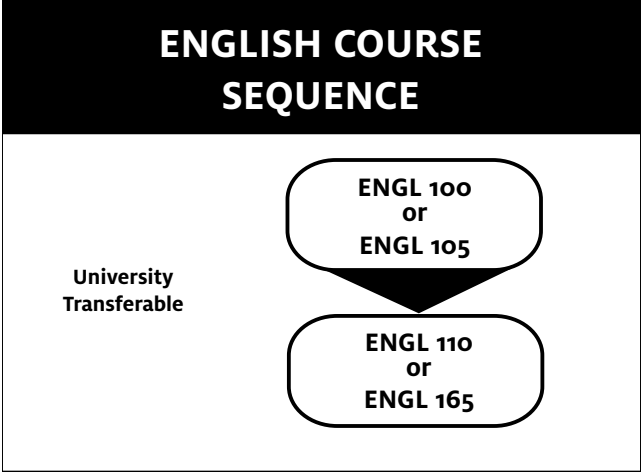 ENGLISH COURSE
SEQUENCE
University
Transferable
ENGL 100
or
ENGL 105
ENGL 110
or
ENGL 165